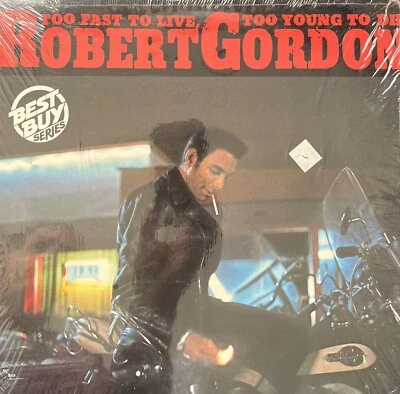 TOO FAST TO LIVE, TOO YOUNG TO DIE
ROBERT GORDON
BEST
BUY
SERIES